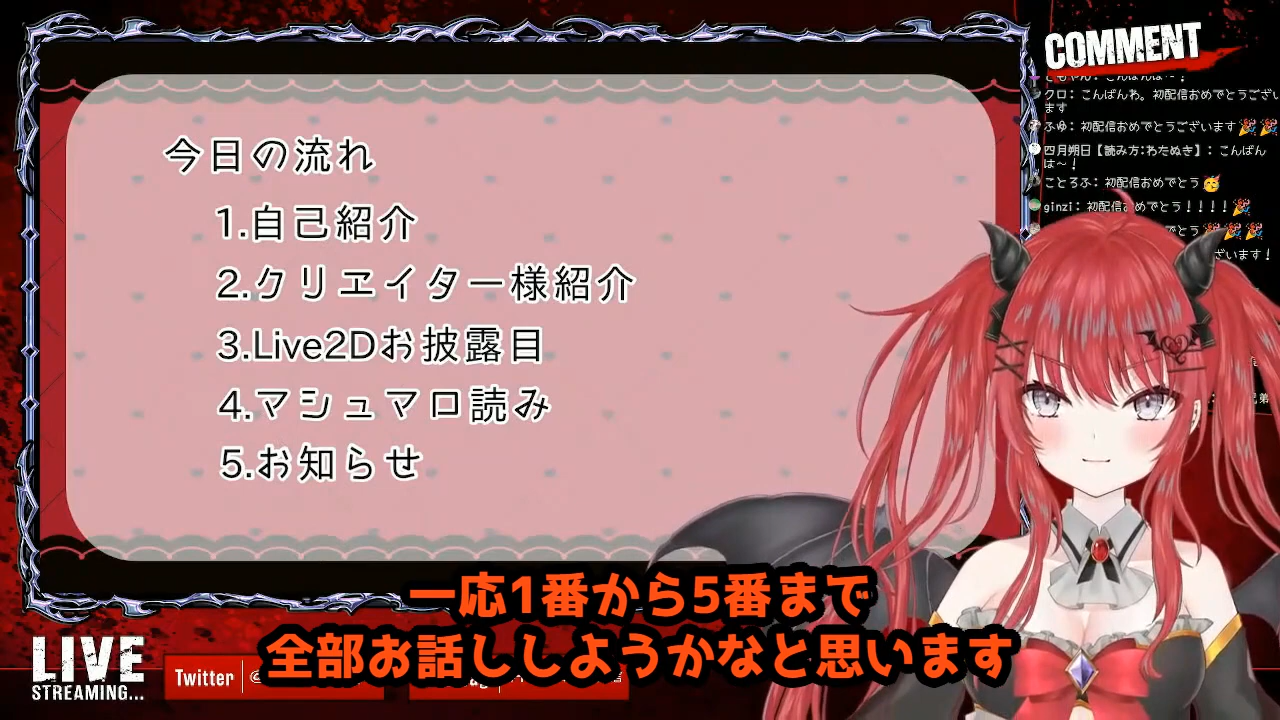 COMMENT
クロ: こんばんわ。初配信おめでとうござい
ます
ふゆ: 初配信おめでとうございます🎉🎉
四月朔日【読み方:わたぬき】: こんばん
は～!
ことろふ: 初配信おめでとう🥳
ginzi: 初配信おめでとう!!!!🎉
今日の流れ
1.自己紹介
2.クリエイター様紹介
3.Live2Dお披露目
4.マシュマロ読み
5.お知らせ
一応1番から5番まで
全部お話ししようかなと思います
LIVE
STREAMING...
Twitter